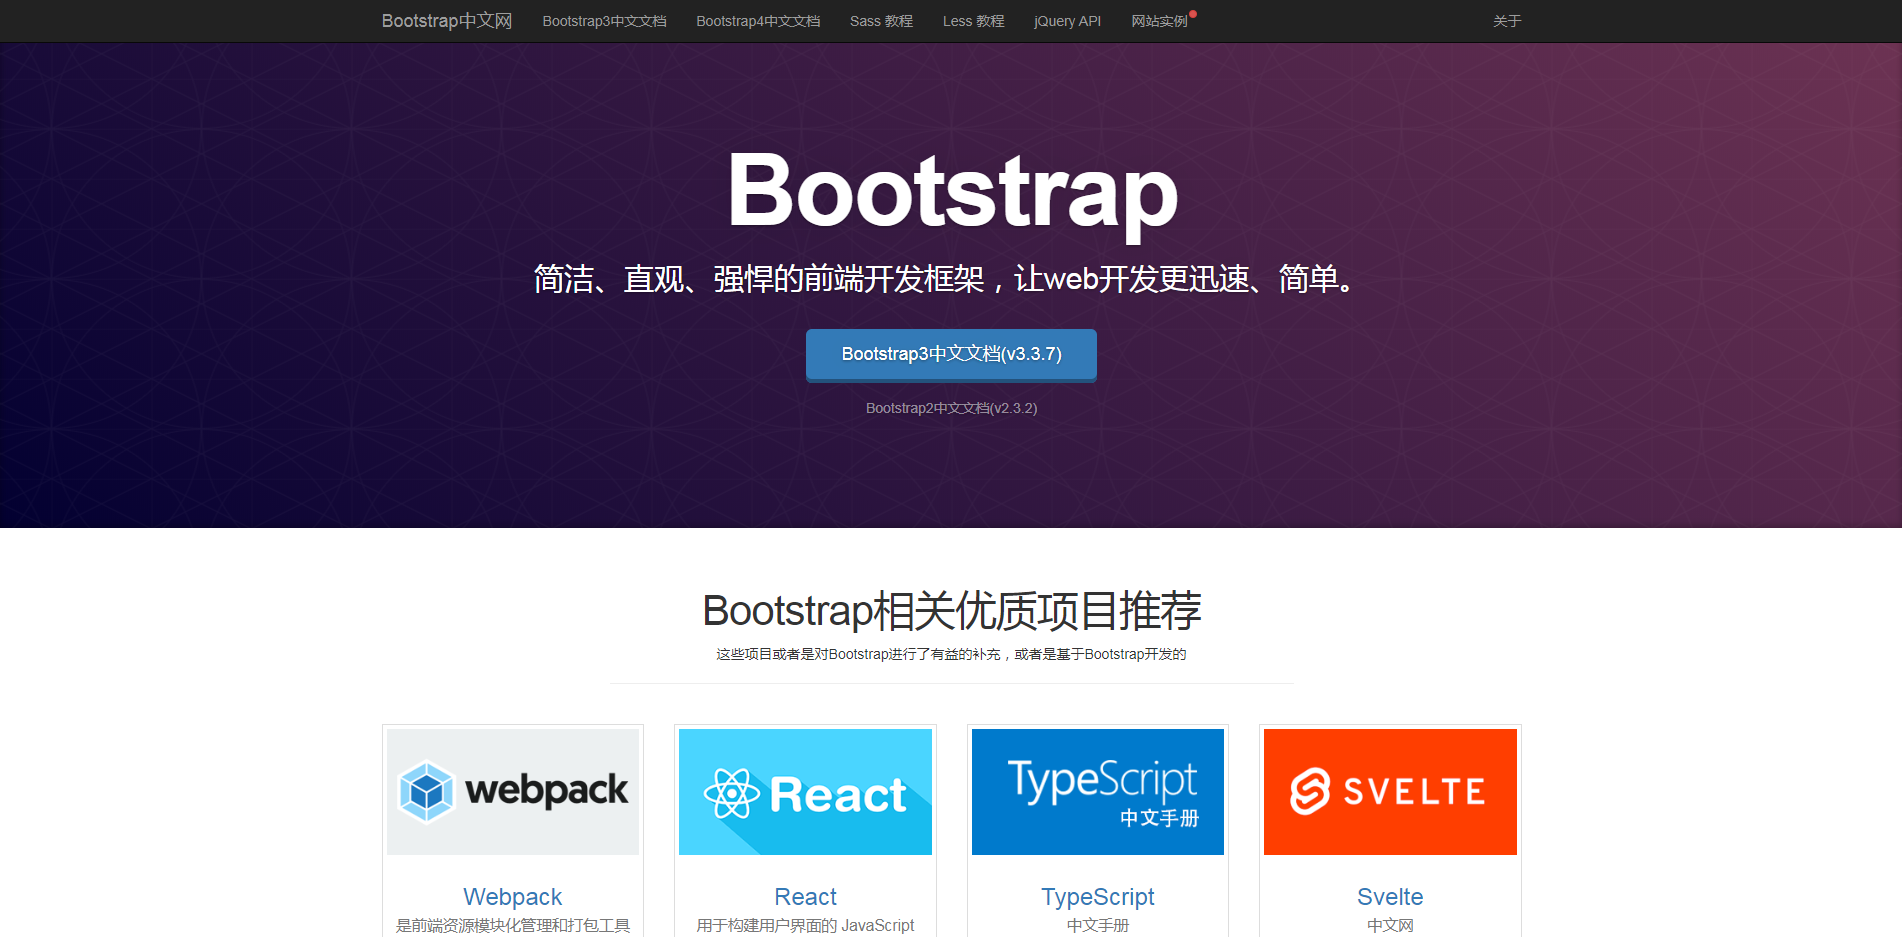 Bootstrap中文网 Bootstrap3中文文档 Bootstrap4中文文档 Sass 教程 Less 教程 jQuery API 网站实例 关于
Bootstrap
简洁、直观、强悍的前端开发框架，让web开发更迅速、简单。
Bootstrap3中文文档(v3.3.7)
Bootstrap2中文文档(v2.3.2)
Bootstrap相关优质项目推荐
这些项目或者是对Bootstrap进行了有益的补充，或者是基于Bootstrap开发的
webpack
React
TypeScript
中文手册
SVELTE
Webpack
是前端资源模块化管理和打包工具
React
用于构建用户界面的 JavaScript
TypeScript
中文手册
Svelte
中文网